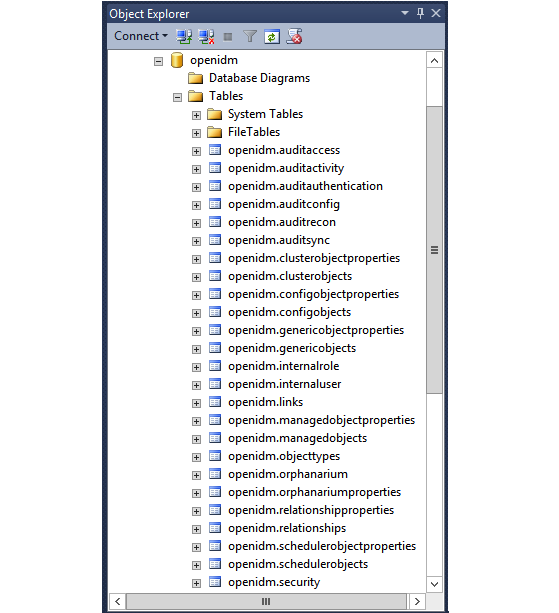 Object Explorer
Connect
openidm
Database Diagrams
Tables
System Tables
FileTables
openidm.auditaccess
openidm.auditactivity
openidm.auditauthentication
openidm.auditconfig
openidm.auditrecon
openidm.auditsync
openidm.clusterobjectproperties
openidm.clusterobjects
openidm.configobjectproperties
openidm.configobjects
openidm.genericobjectproperties
openidm.genericobjects
openidm.internalrole
openidm.internaluser
openidm.links
openidm.managedobjectproperties
openidm.managedobjects
openidm.objecttypes
openidm.orphanarium
openidm.orphanariumproperties
openidm.relationshipproperties
openidm.relationships
openidm.schedulerobjectproperties
openidm.schedulerobjects
openidm.security